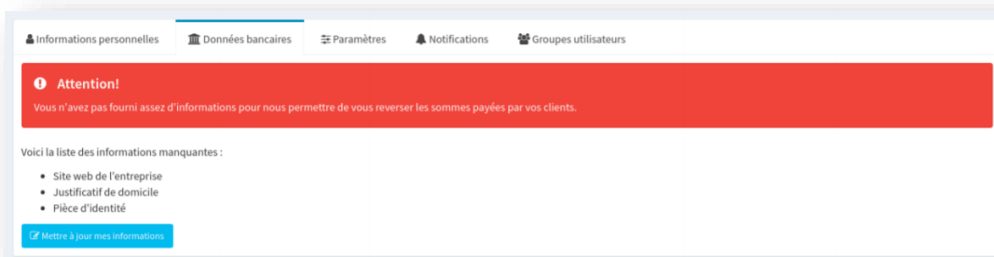 Informations personnelles Données bancaires Paramètres Notifications Groupes utilisateurs
Attention!
Vous n'avez pas fourni assez d'informations pour nous permettre de vous reverser les sommes payées par vos clients.
Voici la liste des informations manquantes :
Site web de l'entreprise
Justificatif de domicile
Pièce d'identité
Mettre à jour mes informations